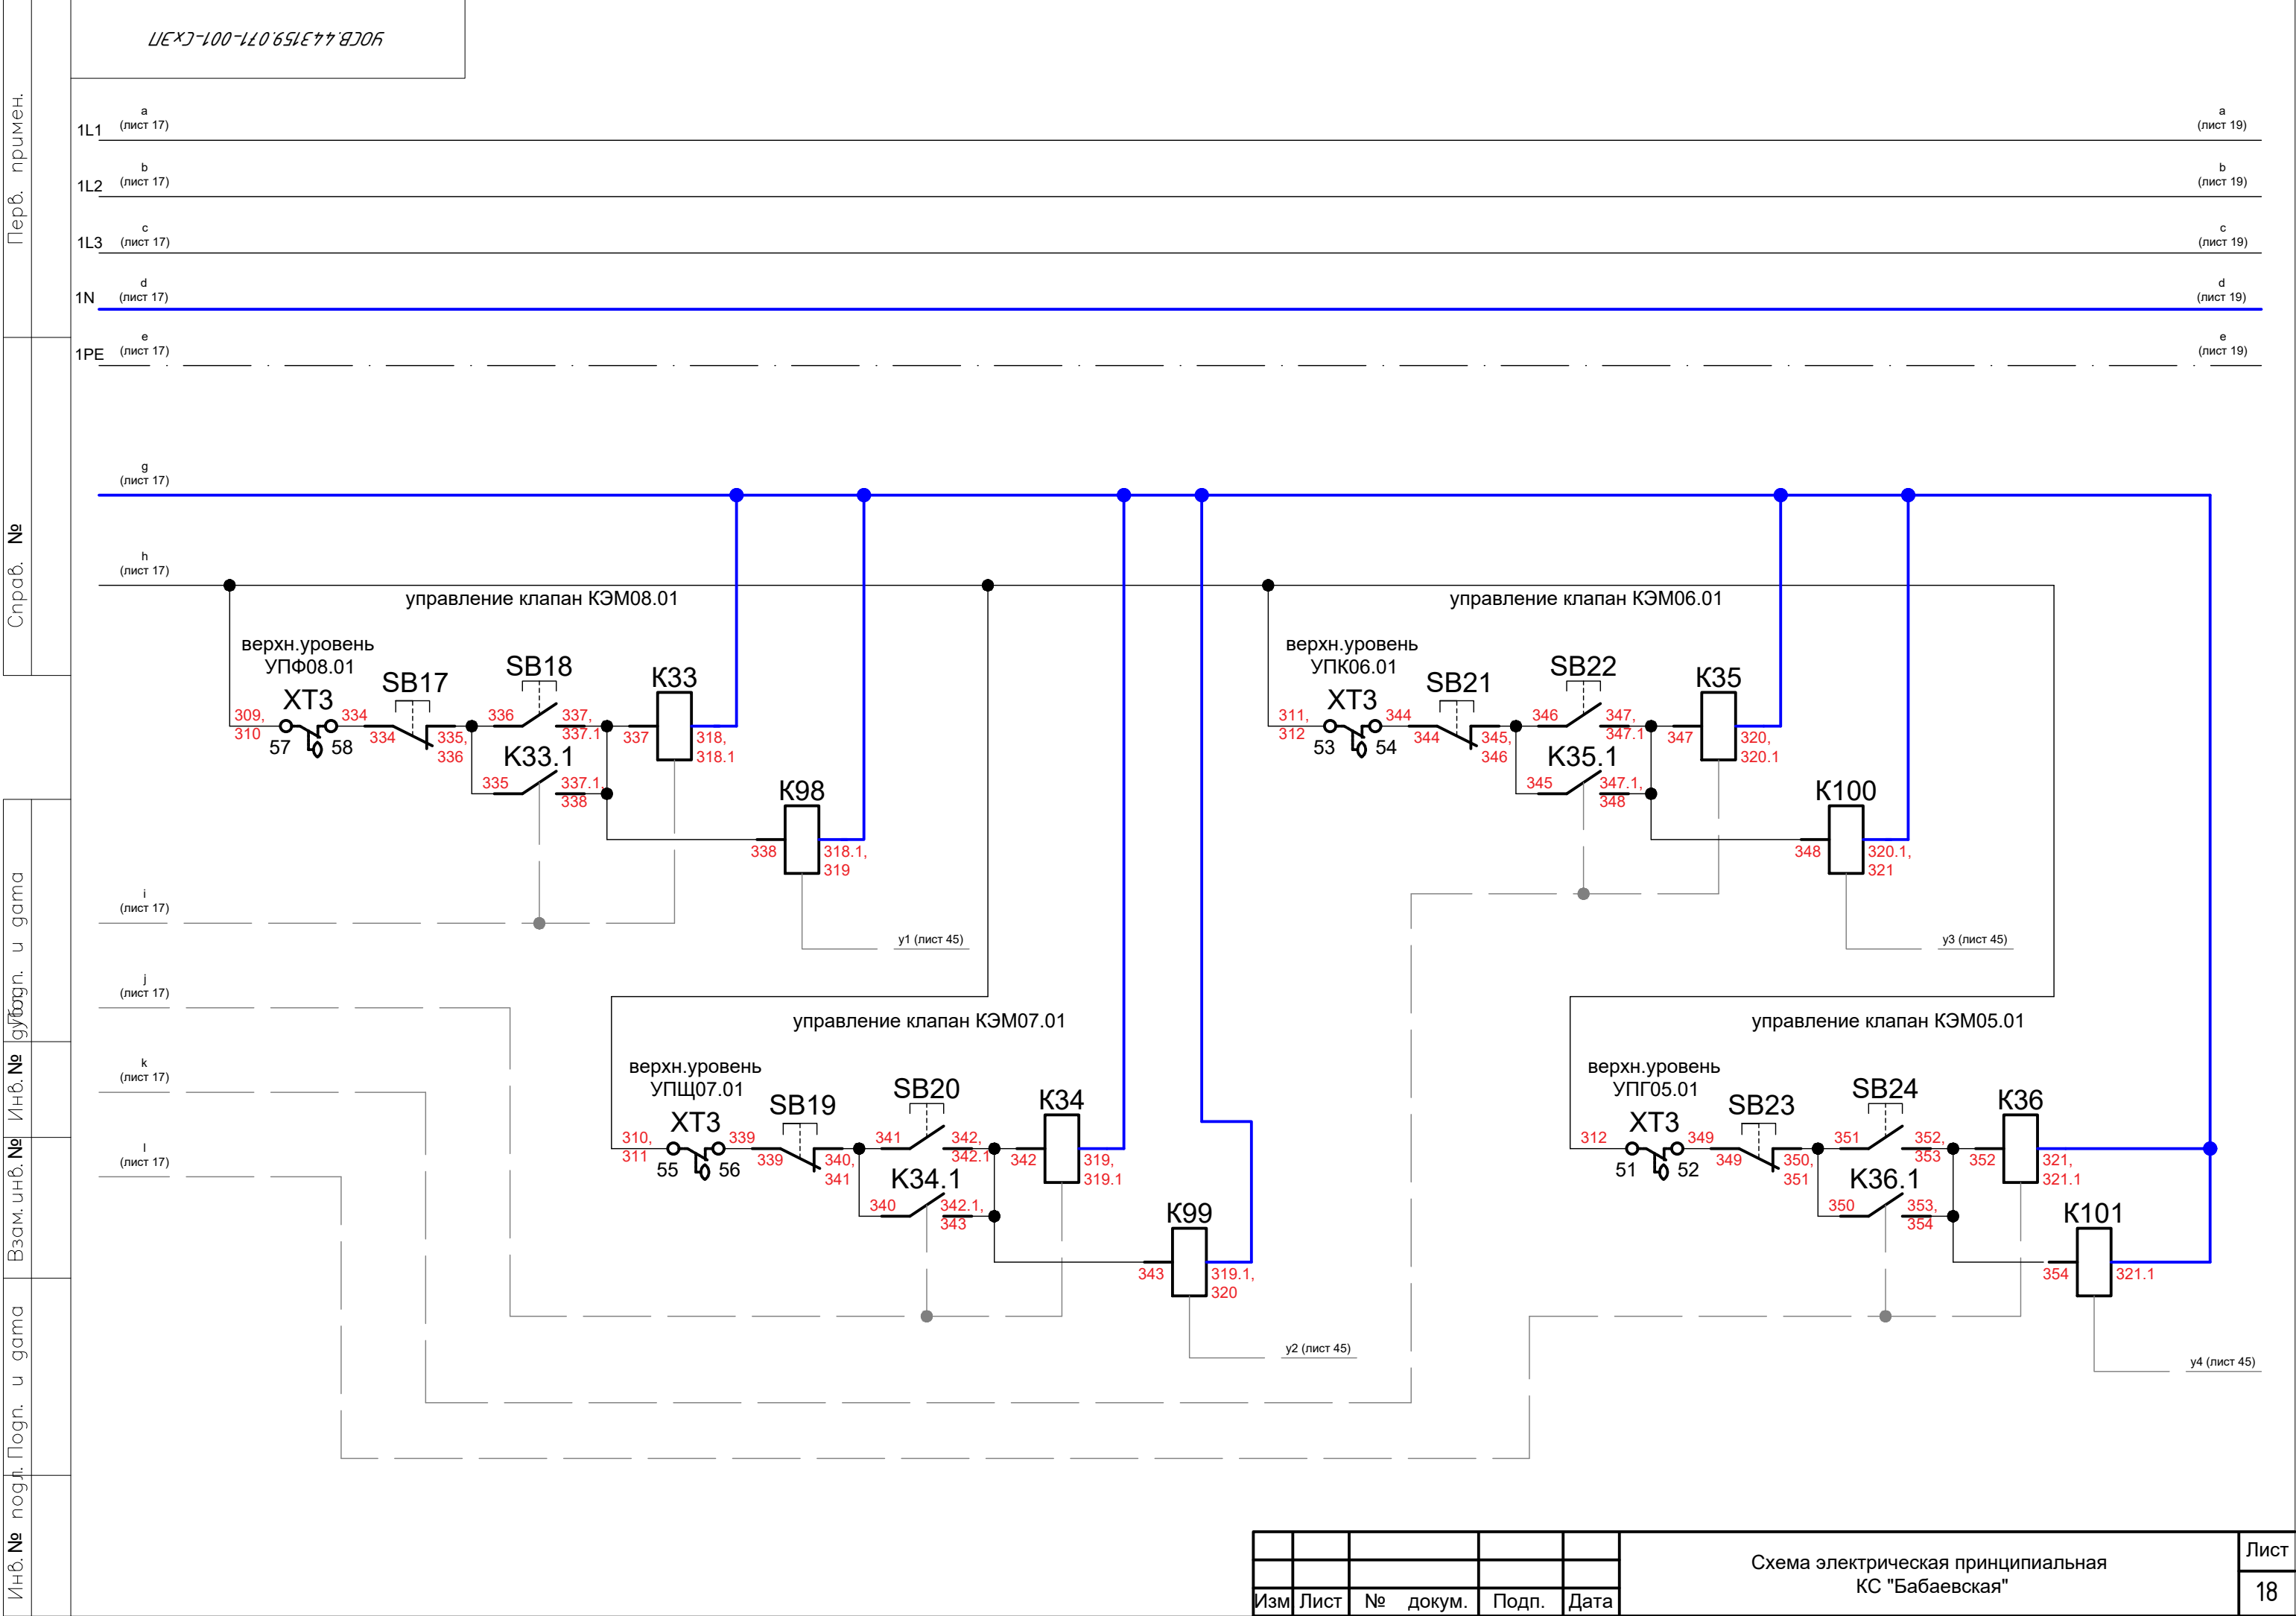 УОСВ.443159.071-001-СхЭП
Перв. примен.
Справ. №
Подп. и дата
Инв. № дубл.
Взам. инв. №
Подп. и дата
Инв. № подл.
1L1
a
(лист 17)
a
(лист 19)
1L2
b
(лист 17)
b
(лист 19)
1L3
c
(лист 17)
c
(лист 19)
1N
d
(лист 17)
d
(лист 19)
1PE
e
(лист 17)
e
(лист 19)
g
(лист 17)
h
(лист 17)
управление клапан КЭМ08.01
верхн.уровень
УПФ08.01
XT3
SB17
SB18
К33
309,
310
57
58
334
334
335,
336
336
337,
337.1
337
318,
318.1
K33.1
335
337.1,
338
К98
338
318.1,
319
y1 (лист 45)
управление клапан КЭМ06.01
верхн.уровень
УПК06.01
XT3
SB21
SB22
К35
311,
312
53
54
344
344
345,
346
346
347,
347.1
347
320,
320.1
K35.1
345
347.1,
348
К100
348
320.1,
321
y3 (лист 45)
i
(лист 17)
j
(лист 17)
k
(лист 17)
l
(лист 17)
управление клапан КЭМ07.01
верхн.уровень
УПЩ07.01
XT3
SB19
SB20
К34
310,
311
55
56
339
339
340,
341
341
342,
342.1
342
319,
319.1
K34.1
340
342.1,
343
К99
343
319.1,
320
y2 (лист 45)
управление клапан КЭМ05.01
верхн.уровень
УПГ05.01
XT3
SB23
SB24
К36
312
51
52
349
349
350,
351
351
352,
353
352
321,
321.1
K36.1
350
353,
354
К101
354
321.1
y4 (лист 45)
Изм Лист № докум. Подп. Дата
Схема электрическая принципиальная
КС "Бабаевская"
Лист
18